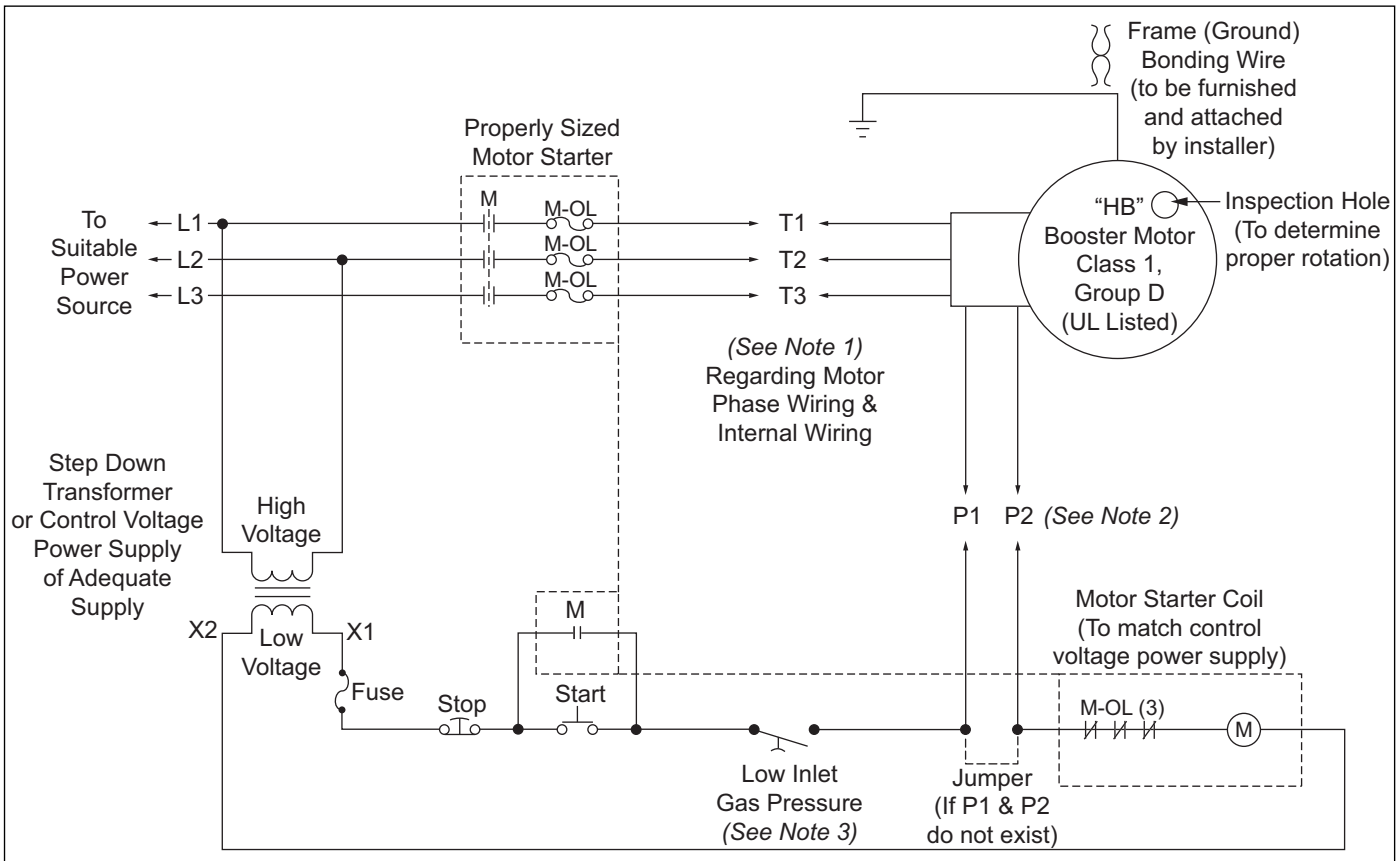 Frame (Ground)
Bonding Wire
(to be furnished
and attached
by installer)
Properly Sized
Motor Starter
M
M-OL
M-OL
M-OL
To
Suitable
Power
Source
L1
L2
L3
T1
T2
T3
“HB”
Booster Motor
Class 1,
Group D
(UL Listed)
Inspection Hole
(To determine
proper rotation)
(See Note 1)
Regarding Motor
Phase Wiring &
Internal Wiring
Step Down
Transformer
or Control Voltage
Power Supply
of Adequate
Supply
High
Voltage
X2
Low
Voltage
X1
Fuse
P1
P2 (See Note 2)
M
Stop
Start
Motor Starter Coil
(To match control
voltage power supply)
M-OL (3)
M
Low Inlet
Gas Pressure
(See Note 3)
Jumper
(If P1 & P2
do not exist)